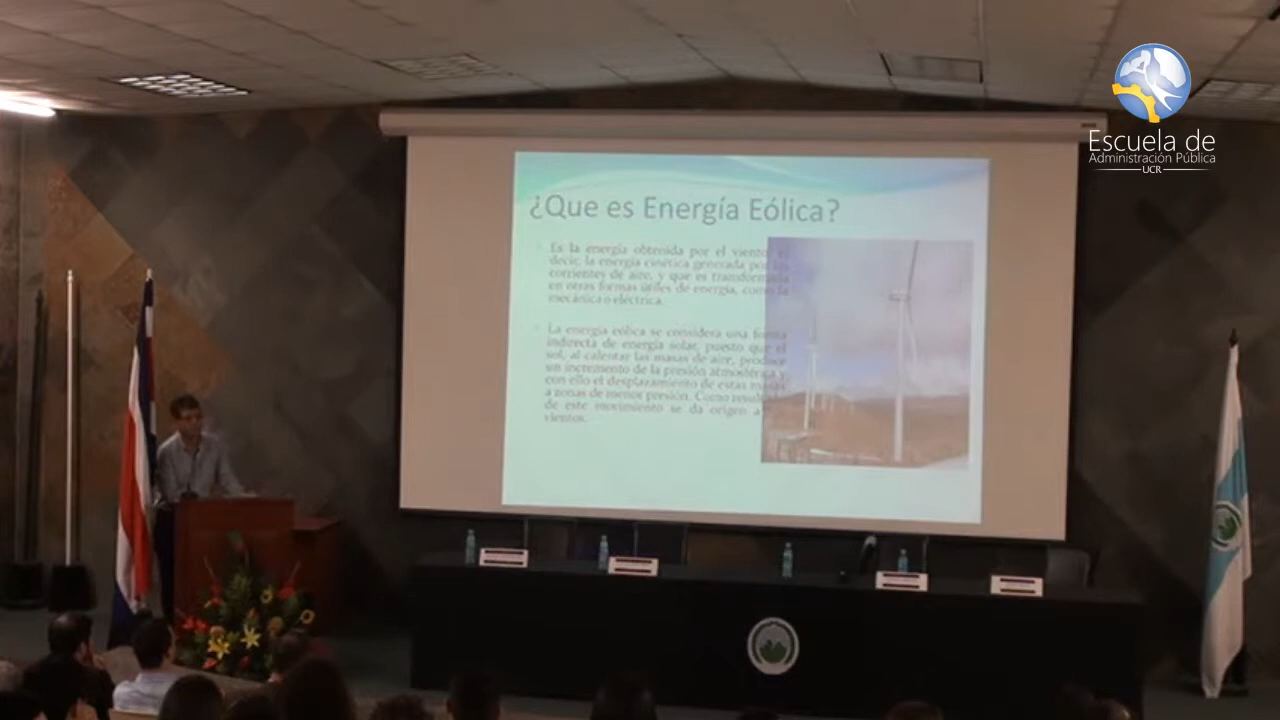 Escuela de
Administración Pública
UCR
¿Que es Energía Eólica?
Es la energía obtenida por el viento, es
decir, la energía cinética generada por las
corrientes de aire, y que es transformada
en otras formas útiles de energía, como la
mecánica o eléctrica.
La energía eólica se considera una forma
indirecta de energía solar, puesto que el
sol, al calentar las masas de aire, produce
un incremento de la presión atmosférica y
con ello el desplazamiento de estas masas
a zonas de menor presión. Como resultado
de este movimiento se da origen a
vientos.